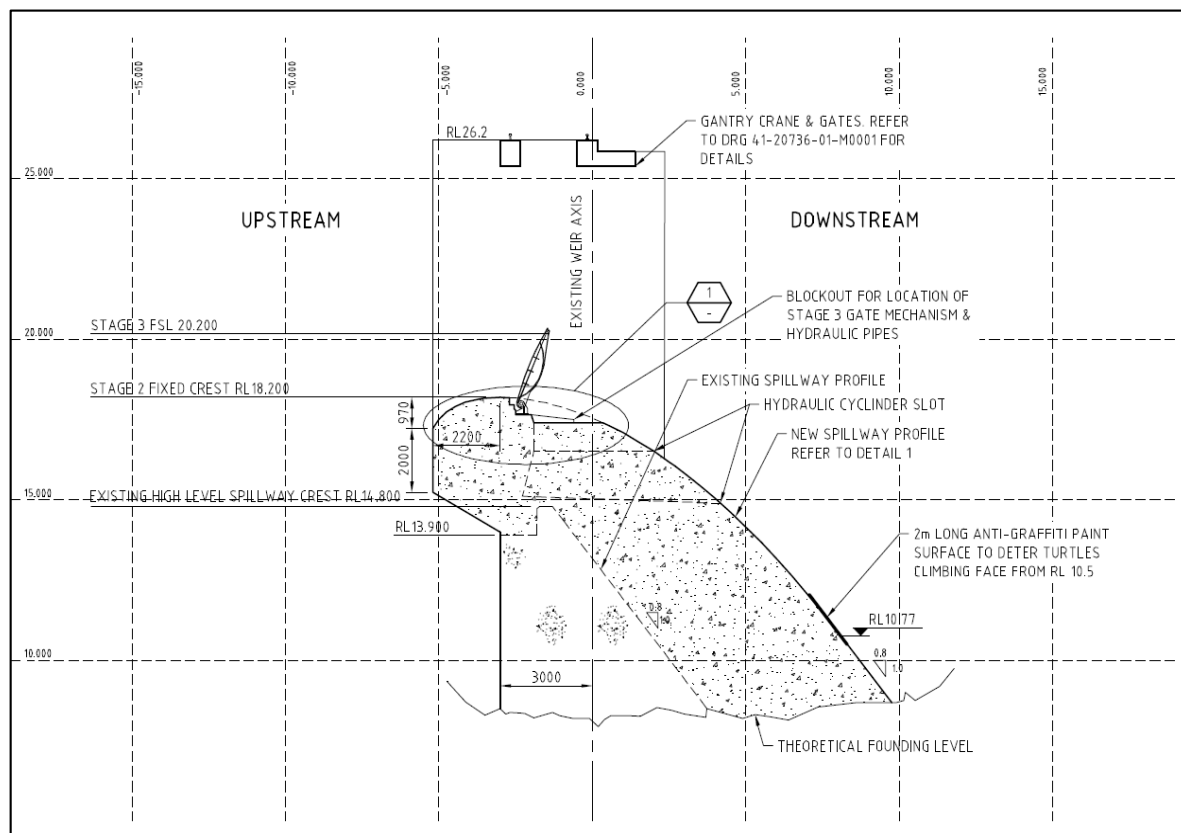 -15.000
-10.000
-5.000
0.000
5.000
10.000
15.000
RL26.2
GANTRY CRANE & GATES. REFER
TO DRG 41-20736-01-M0001 FOR
DETAILS
25.000
UPSTREAM
EXISTING WEIR AXIS
DOWNSTREAM
1
-
BLOCKOUT FOR LOCATION OF
STAGE 3 GATE MECHANISM &
HYDRAULIC PIPES
STAGE 3 FSL 20.200
20.000
EXISTING SPILLWAY PROFILE
STAGE 2 FIXED CREST RL18.200
HYDRAULIC CYCLINDER SLOT
970
2200
2000
NEW SPILLWAY PROFILE
REFER TO DETAIL 1
EXISTING HIGH LEVEL SPILLWAY CREST RL14.800
15.000
RL13.900
2m LONG ANTI-GRAFFITI PAINT
SURFACE TO DETER TURTLES
CLIMBING FACE FROM RL 10.5
0.8
1.0
RL10.77
10.000
0.8
1.0
3000
THEORETICAL FOUNDING LEVEL